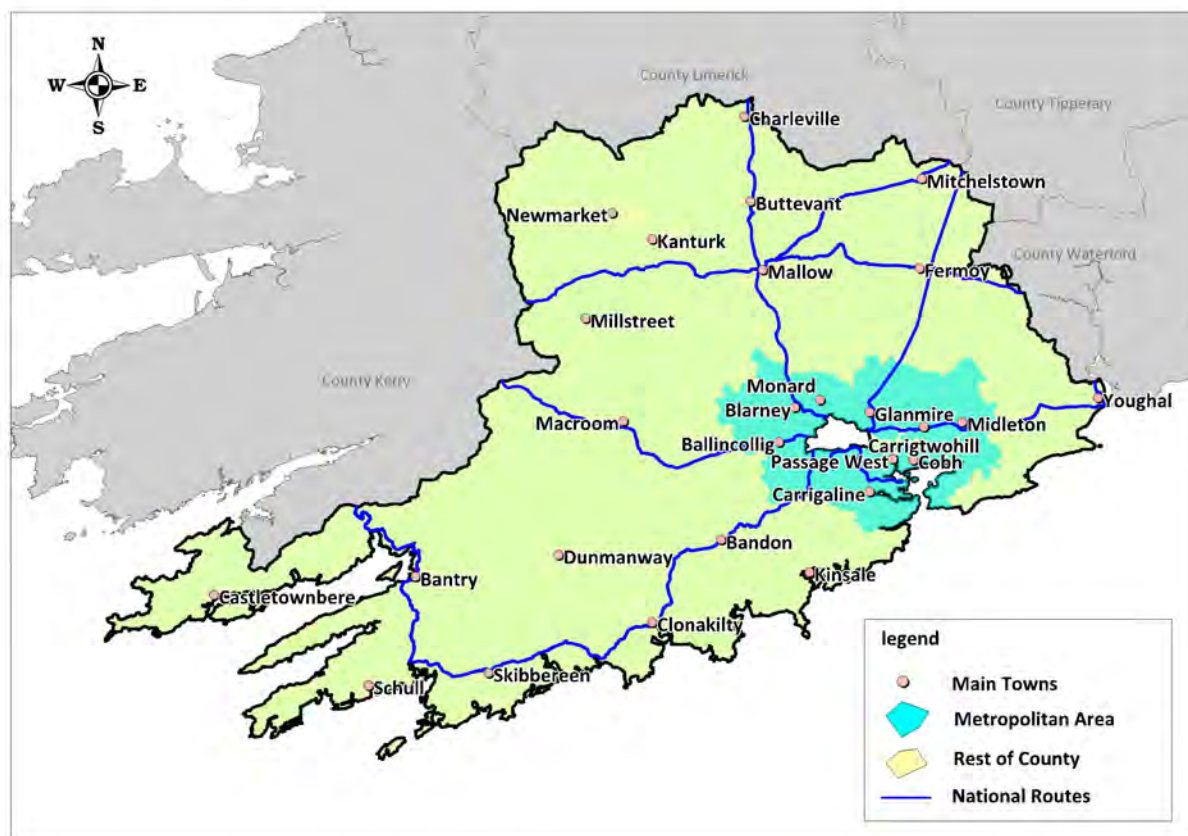 N
W
E
S
County Limerick
County Tipperary
Charleville
Mitchelstown
Newmarket
Buttevant
Kanturk
County Waterford
Mallow
Fermoy
Millstreet
County Kerry
Monard
Youghal
Blarney
Glanmire
Macroom
Midleton
Ballincollig
Carrigtwohill
Passage West
Cobh
Carrigaline
Bandon
Dunmanway
Kinsale
Bantry
Castletownbere
Clonakilty
Skibbereen
Schull
legend
Main Towns
Metropolitan Area
Rest of County
National Routes